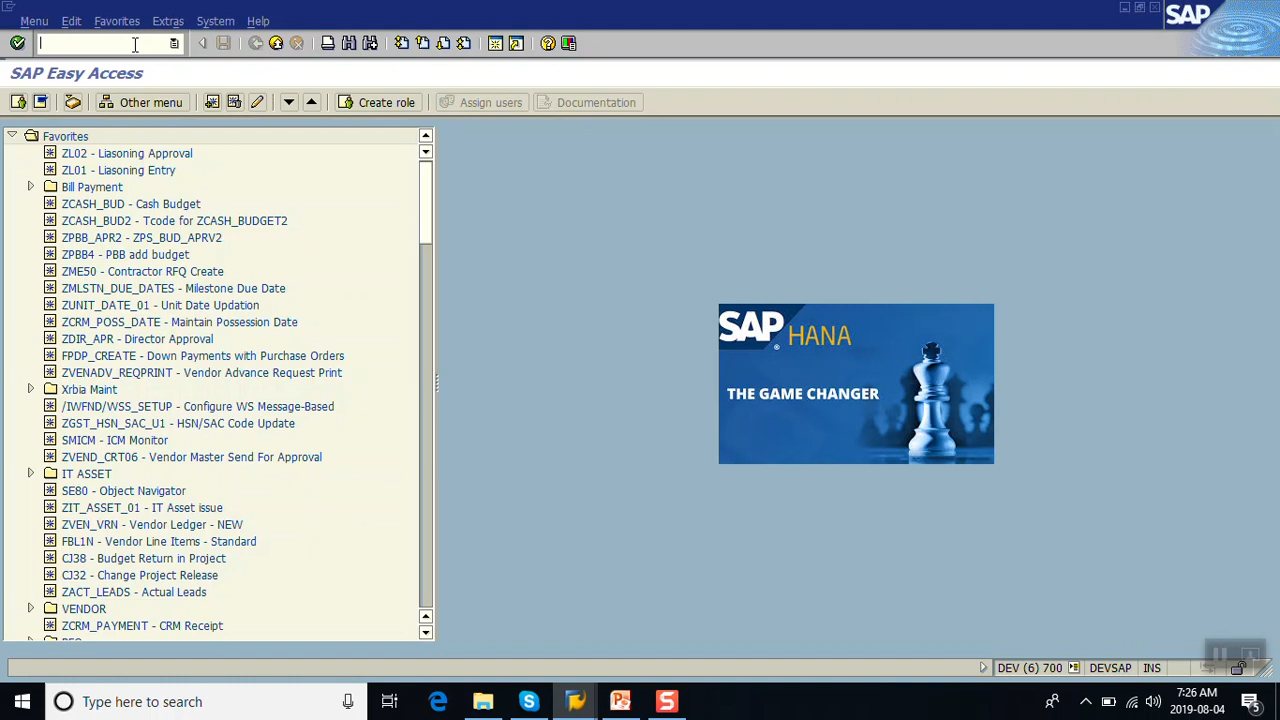 Menu Edit Favorites Extras System Help
SAP
SAP Easy Access
Other menu Create role Assign users Documentation
Favorites
ZL02 - Liasoning Approval
ZL01 - Liasoning Entry
Bill Payment
ZCASH_BUD - Cash Budget
ZCASH_BUD2 - Tcode for ZCASH_BUDGET2
ZPBB_APR2 - ZPS_BUD_APRV2
ZPBB4 - PBB add budget
ZME50 - Contractor RFQ Create
ZMLSTN_DUE_DATES - Milestone Due Date
ZUNIT_DATE_01 - Unit Date Updation
ZCRM_POSS_DATE - Maintain Possession Date
ZDIR_APR - Director Approval
FPDP_CREATE - Down Payments with Purchase Orders
ZVENADV_REQPRINT - Vendor Advance Request Print
Xrbia Maint
/IWFND/WSS_SETUP - Configure WS Message-Based
ZGST_HSN_SAC_U1 - HSN/SAC Code Update
SMICM - ICM Monitor
ZVEND_CRT06 - Vendor Master Send For Approval
IT ASSET
SE80 - Object Navigator
ZIT_ASSET_01 - IT Asset issue
ZVEN_VRN - Vendor Ledger - NEW
FBL1N - Vendor Line Items - Standard
CJ38 - Budget Return in Project
CJ32 - Change Project Release
ZACT_LEADS - Actual Leads
VENDOR
ZCRM_PAYMENT - CRM Receipt
SAP® HANA
THE GAME CHANGER
DEV (6) 700 DEVSAP INS
Type here to search
7:26 AM
2019-08-04
5